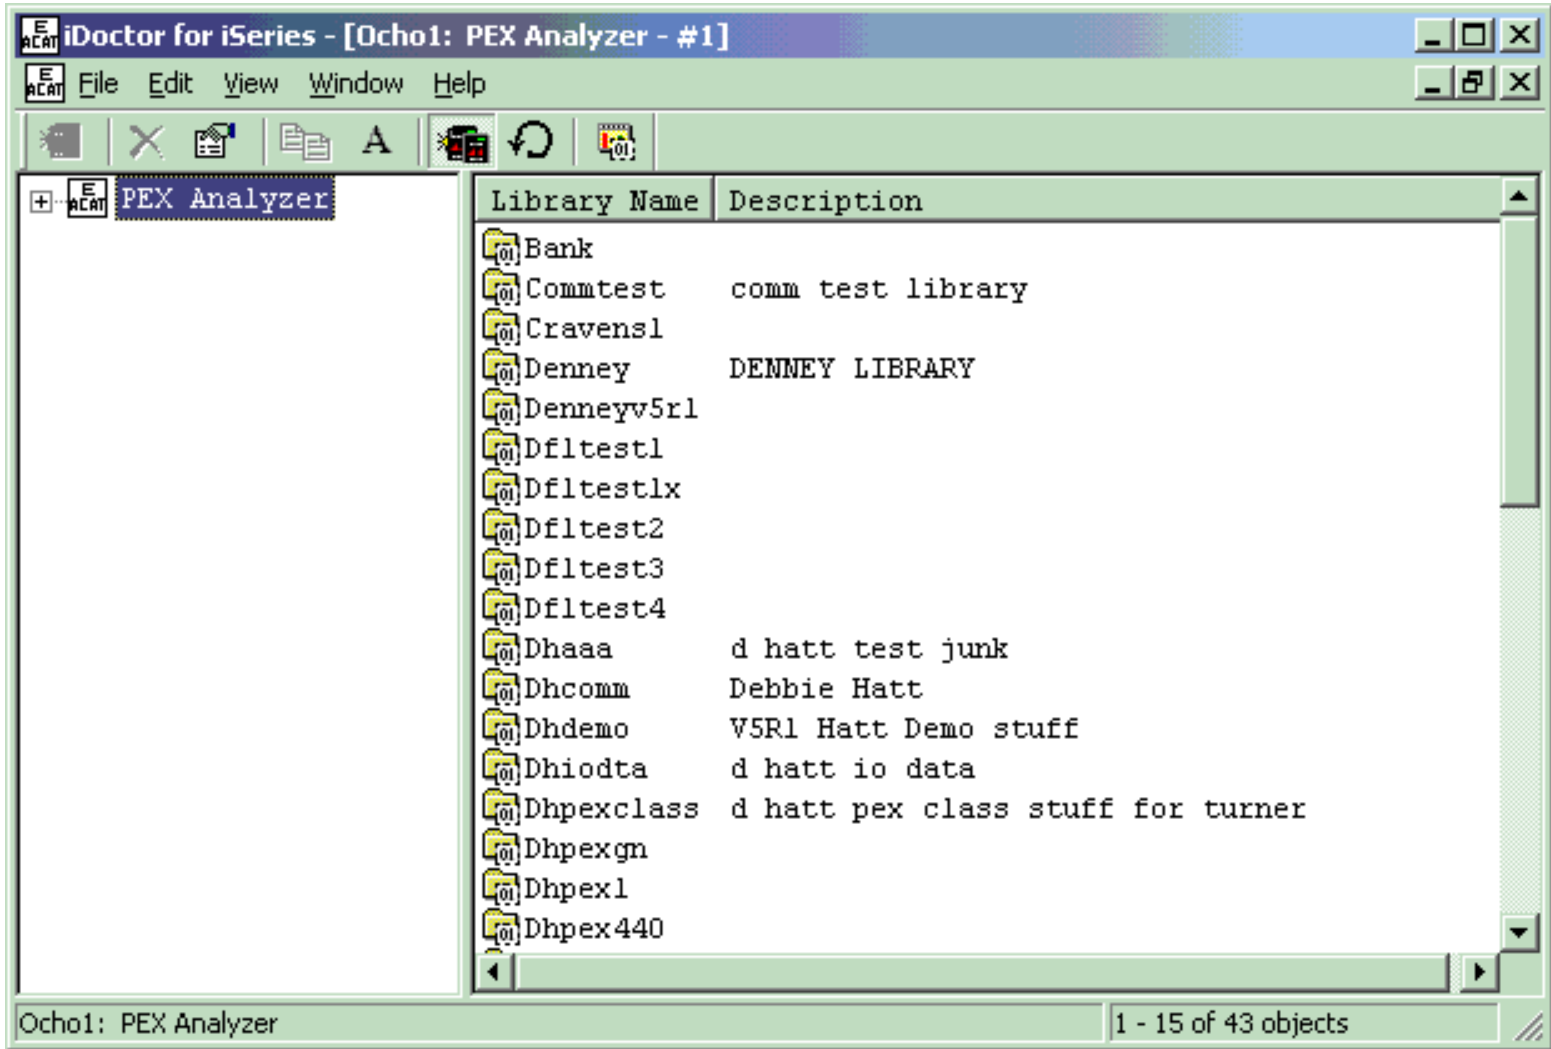 iDoctor for iSeries - [Ocho1: PEX Analyzer - #1]
File Edit View Window Help
A
PEX Analyzer
Library Name Description
Bank
Commtest comm test library
Cravens1
Denney DENNEY LIBRARY
Denneyv5r1
Dfltest1
Dfltest1x
Dfltest2
Dfltest3
Dfltest4
Dhaaa d hatt test junk
Dhcomm Debbie Hatt
Dhdemo V5R1 Hatt Demo stuff
Dhiodta d hatt io data
Dhpexclass d hatt pex class stuff for turner
Dhpexgn
Dhpex1
Dhpex440
Ocho1: PEX Analyzer 1 - 15 of 43 objects